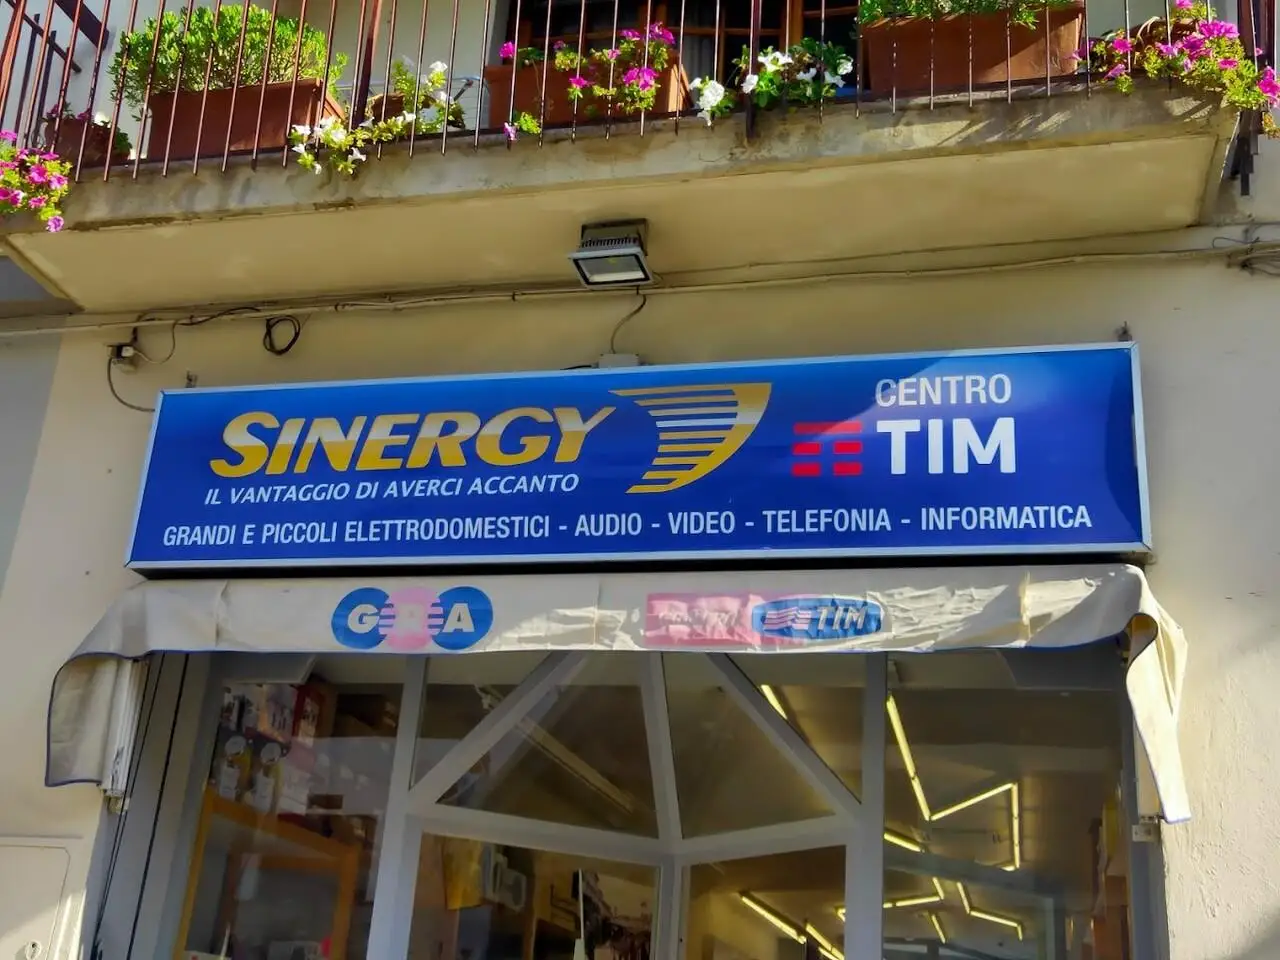 SINERGY
IL VANTAGGIO DI AVERCI ACCANTO
CENTRO
TIM
GRANDI E PICCOLI ELETTRODOMESTICI - AUDIO - VIDEO - TELEFONIA - INFORMATICA
GRA
TIM